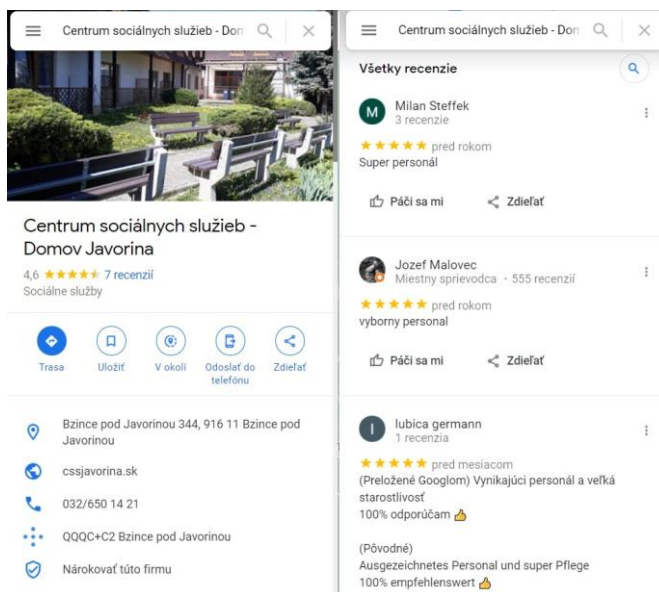 Centrum sociálnych služieb - Dom
Centrum sociálnych služieb -
Domov Javorina
4,6 7 recenzií
Sociálne služby
Trasa
Uložiť
V okolí
Odoslať do
telefónu
Zdieľať
Bzince pod Javorinou 344, 916 11 Bzince pod
Javorinou
cssjavorina.sk
032/650 14 21
QQQC+C2 Bzince pod Javorinou
Nárokovať túto firmu
Centrum sociálnych služieb - Dom
Všetky recenzie
M
Milan Steffek
3 recenzie
pred rokom
Super personál
Páči sa mi
Zdieľať
Jozef Malovec
Miestny sprievodca · 555 recenzií
pred rokom
vyborny personal
Páči sa mi
Zdieľať
l
lubica germann
1 recenzia
pred mesiacom
(Preložené Googlom) Vynikajúci personál a veľká
starostlivosť
100% odporúčam 👍
(Pôvodné)
Ausgezeichnetes Personal und super Pflege
100% empfehlenswert 👍